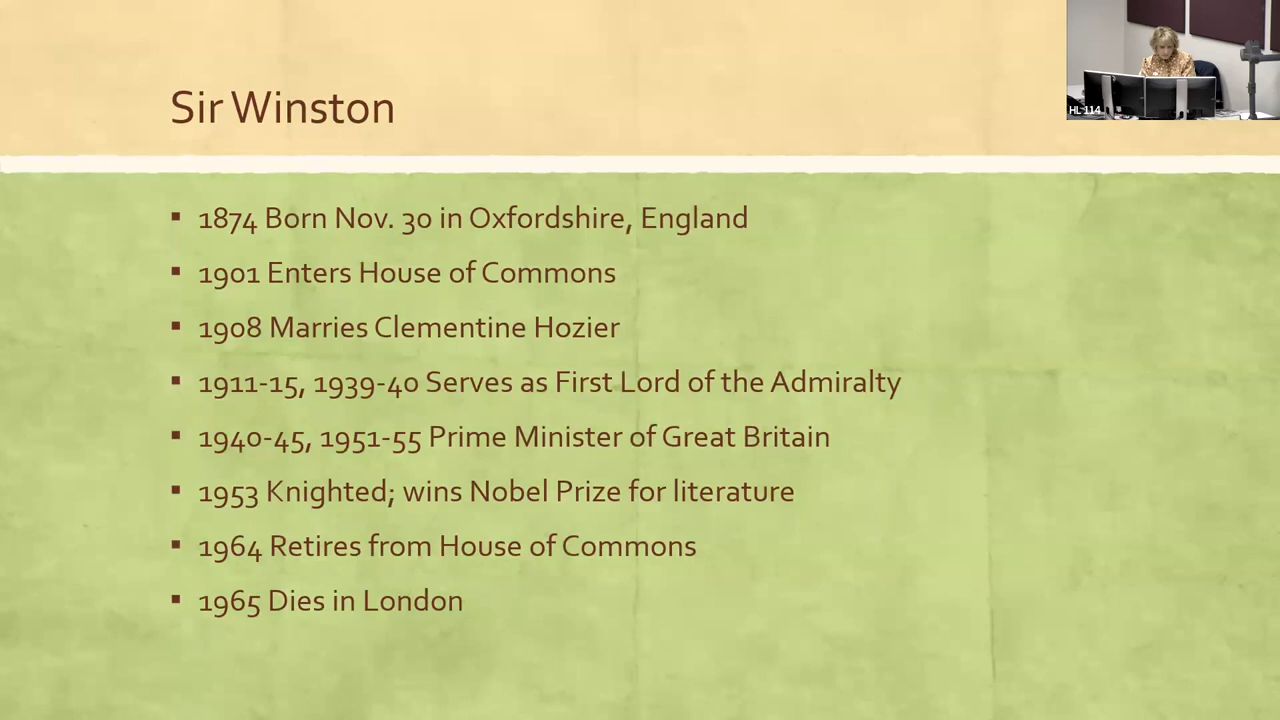 Sir Winston
HL 114
▪ 1874 Born Nov. 30 in Oxfordshire, England
▪ 1901 Enters House of Commons
▪ 1908 Marries Clementine Hozier
▪ 1911-15, 1939-40 Serves as First Lord of the Admiralty
▪ 1940-45, 1951-55 Prime Minister of Great Britain
▪ 1953 Knighted; wins Nobel Prize for literature
▪ 1964 Retires from House of Commons
▪ 1965 Dies in London